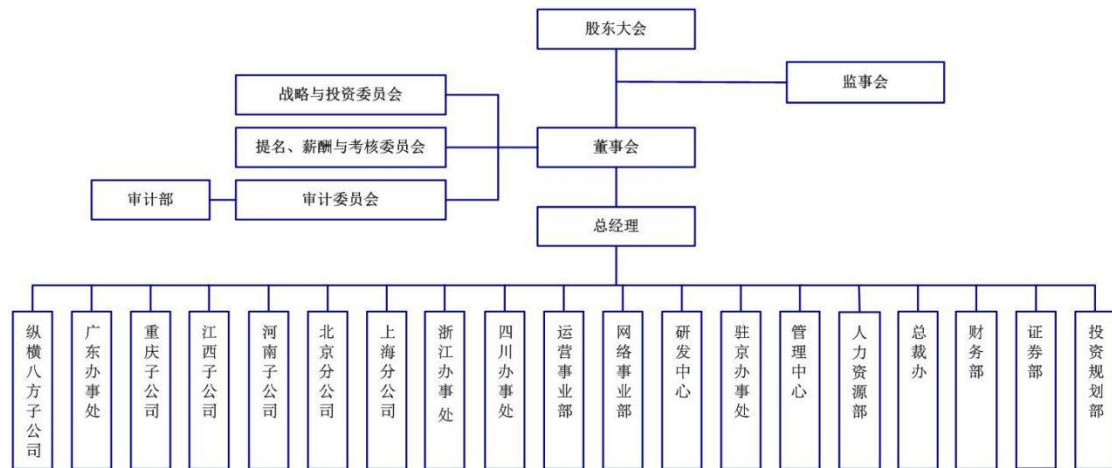 股东大会
监事会
战略与投资委员会
提名、薪酬与考核委员会
董事会
审计部
审计委员会
总经理
纵横八方子公司
广东办事处
重庆子公司
江西子公司
河南子公司
北京分公司
上海分公司
浙江办事处
四川办事处
运营事业部
网络事业部
研发中心
驻京办事处
管理中心
人力资源部
总裁办
财务部
证券部
投资规划部